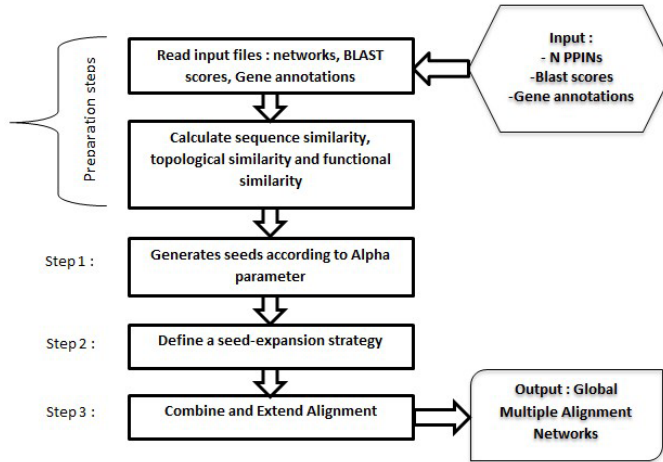 Preparation steps
Read input files : networks, BLAST
scores, Gene annotations
Input :
- N PPINs
-Blast scores
-Gene annotations
Calculate sequence similarity,
topological similarity and functional
similarity
Step 1 :
Generates seeds according to Alpha
parameter
Step 2 :
Define a seed-expansion strategy
Step 3 :
Combine and Extend Alignment
Output : Global
Multiple Alignment
Networks